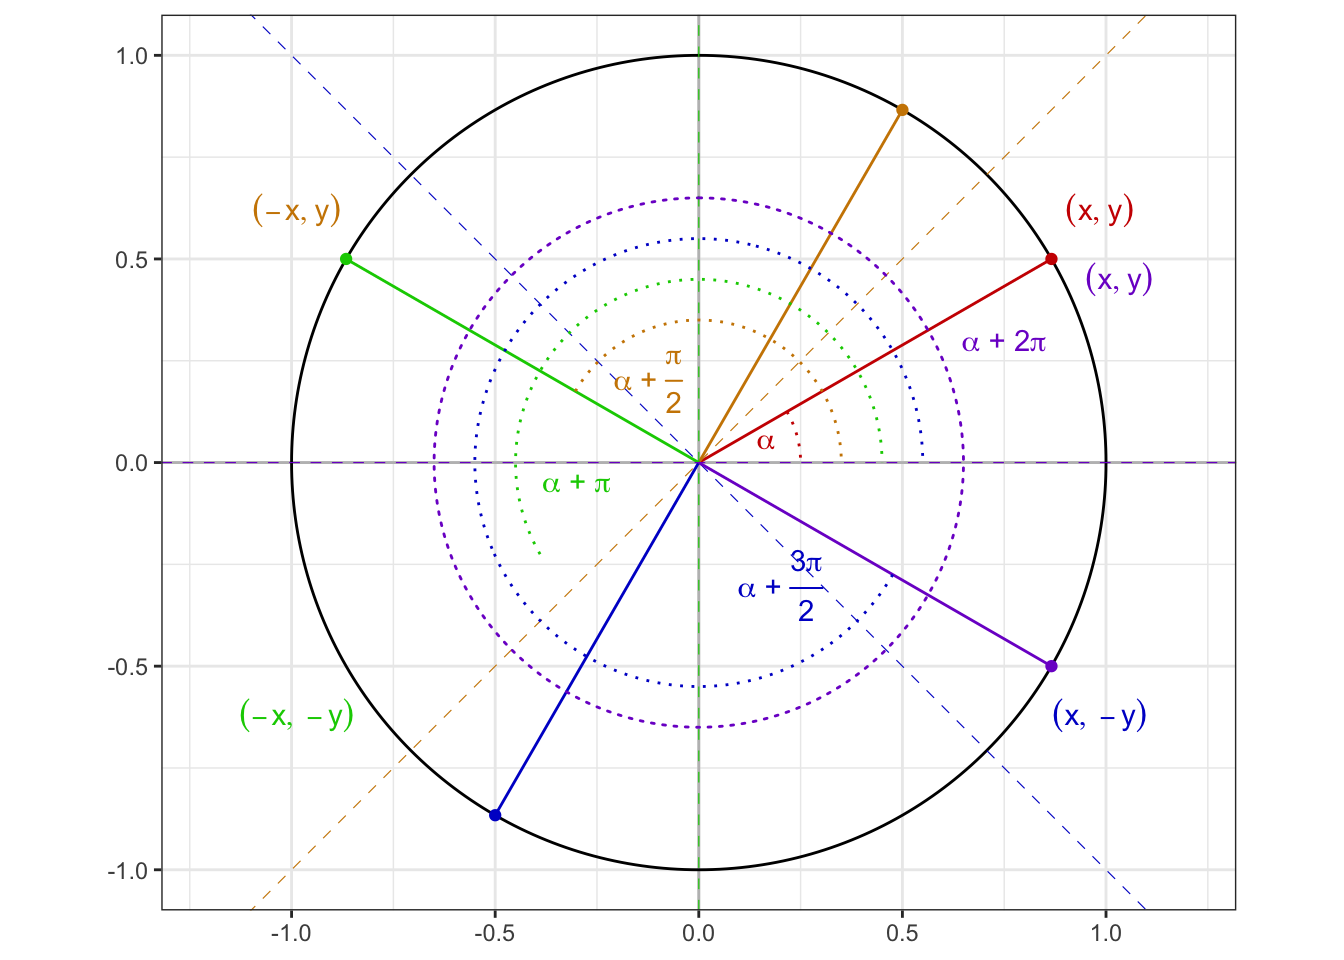 1.0
(−x, y)
(x, y)
0.5
(x, y)
α + 2π
α + π/2
α
0.0
α + π
α + 3π/2
-0.5
(−x, −y)
(x, −y)
-1.0
-1.0 -0.5 0.0 0.5 1.0